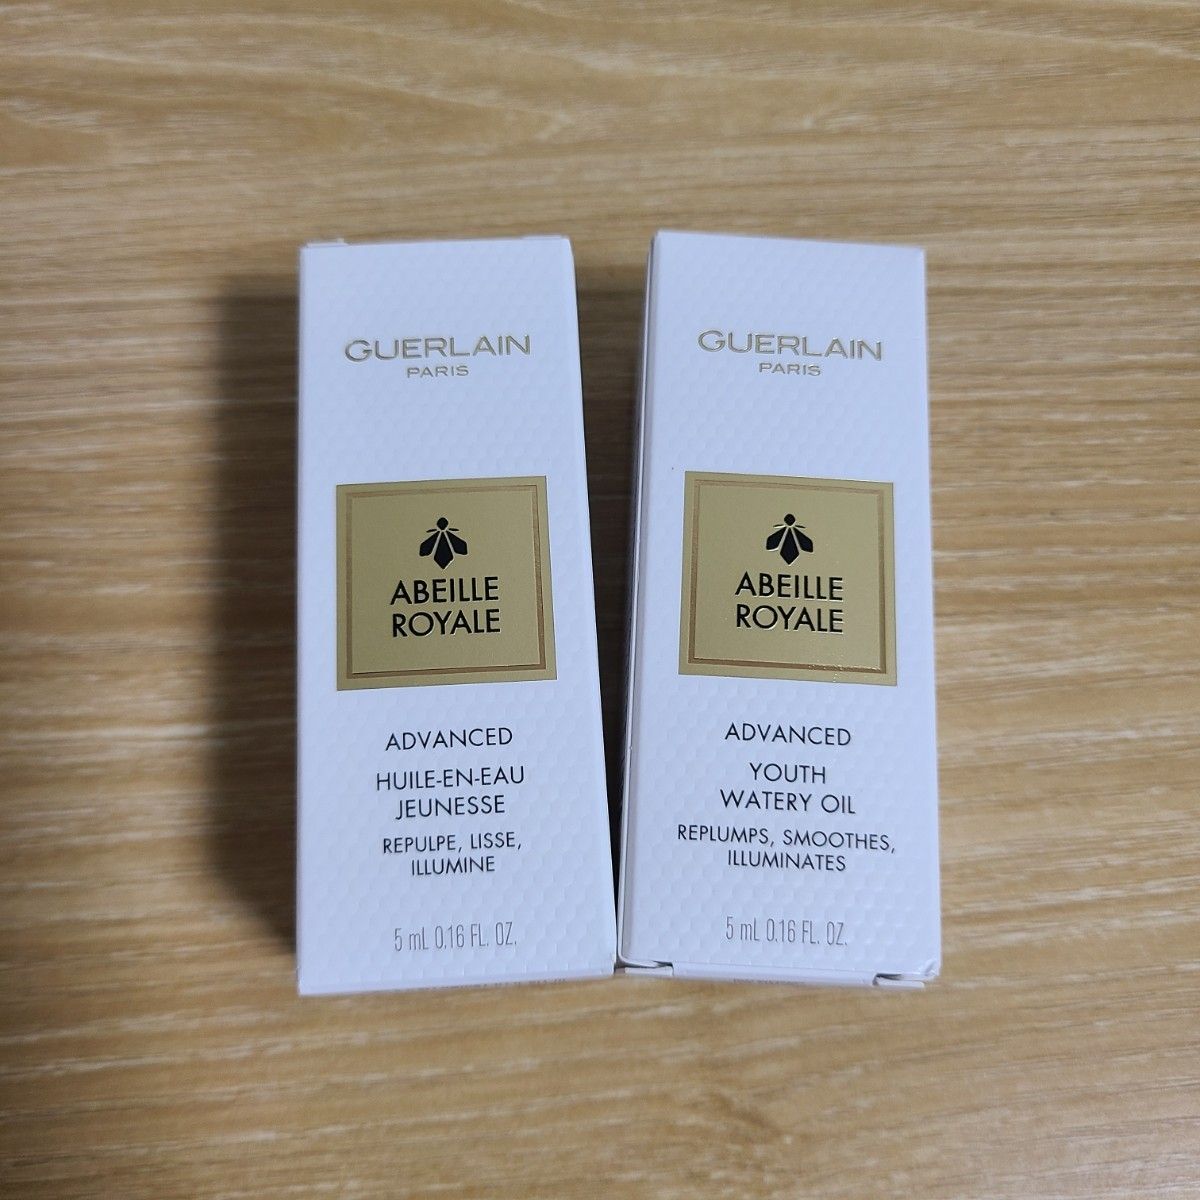 GUERLAIN
PARIS
ABEILLE
ROYALE
ADVANCED
HUILE-EN-EAU
JEUNESSE
REPULPE, LISSE,
ILLUMINE
5 mL 0.16 FL. OZ.
GUERLAIN
PARIS
ABEILLE
ROYALE
ADVANCED
YOUTH
WATERY OIL
REPLUMPS, SMOOTHES,
ILLUMINATES
5 mL 0.16 FL. OZ.